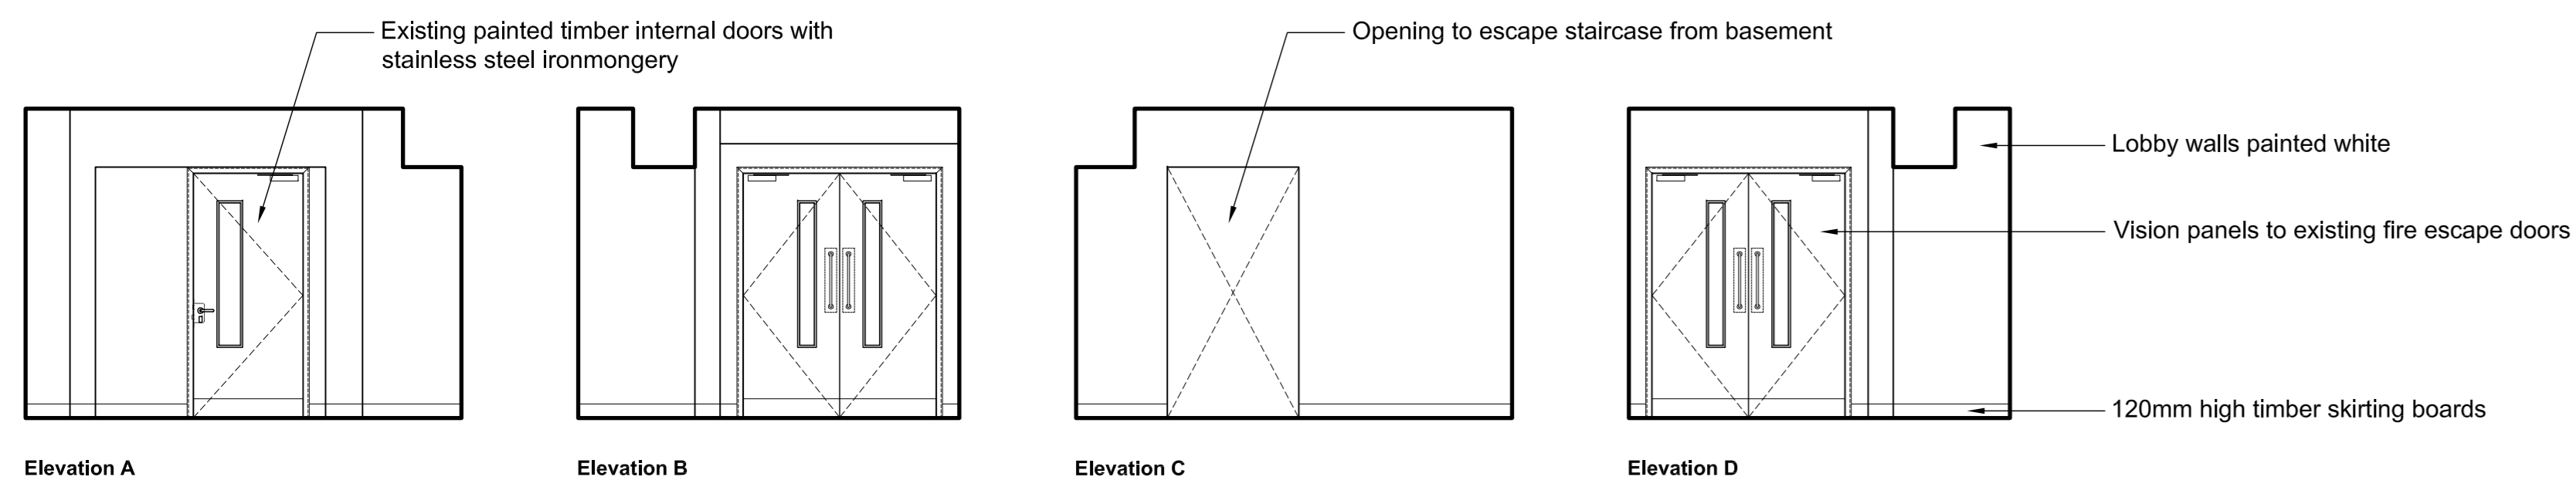 Existing painted timber internal doors with
stainless steel ironmongery
Opening to escape staircase from basement
Lobby walls painted white
Vision panels to existing fire escape doors
120mm high timber skirting boards
Elevation A
Elevation B
Elevation C
Elevation D